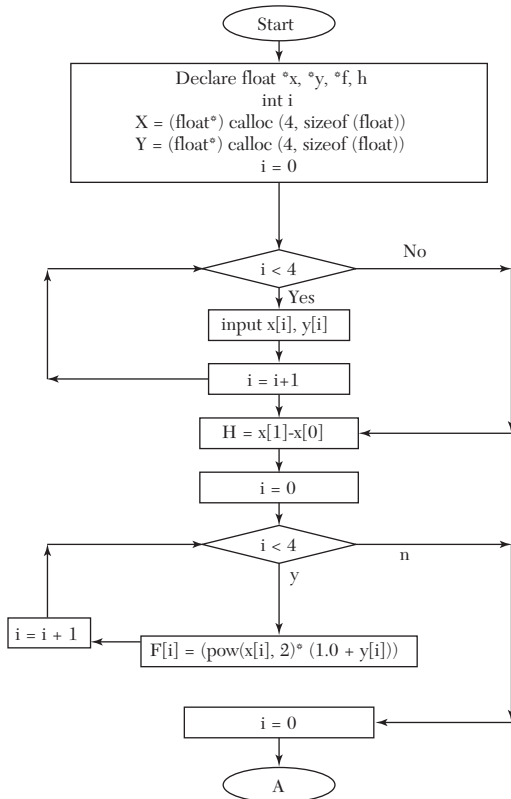 Start
Declare float *x, *y, *f, h
int i
X = (float*) calloc (4, sizeof (float))
Y = (float*) calloc (4, sizeof (float))
i = 0
i < 4
No
Yes
input x[i], y[i]
i = i+1
H = x[1]-x[0]
i = 0
i < 4
n
y
i = i + 1
F[i] = (pow(x[i], 2)* (1.0 + y[i]))
i = 0
A